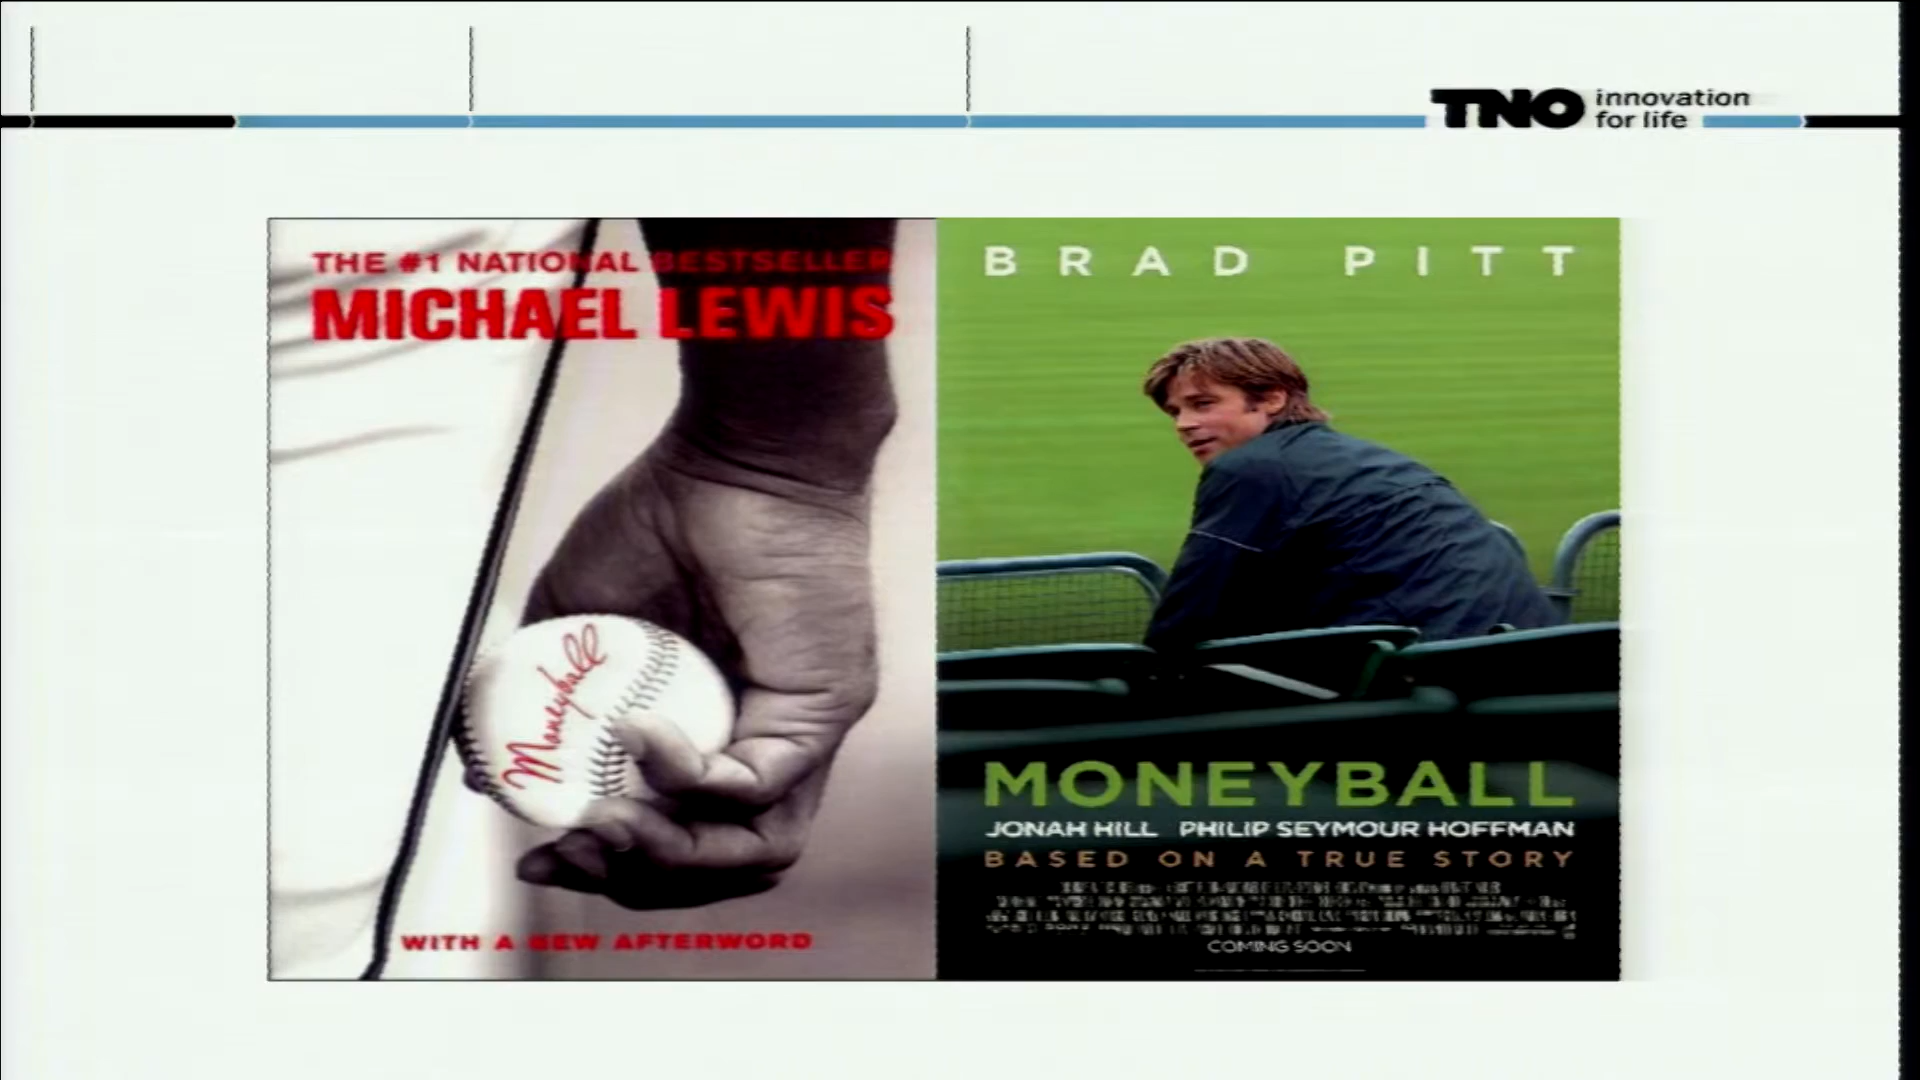 TNO innovation
for life
THE #1 NATIONAL BESTSELLER
MICHAEL LEWIS
Moneyball
WITH A NEW AFTERWORD
BRAD PITT
MONEYBALL
JONAH HILL PHILIP SEYMOUR HOFFMAN
BASED ON A TRUE STORY
COMING SOON